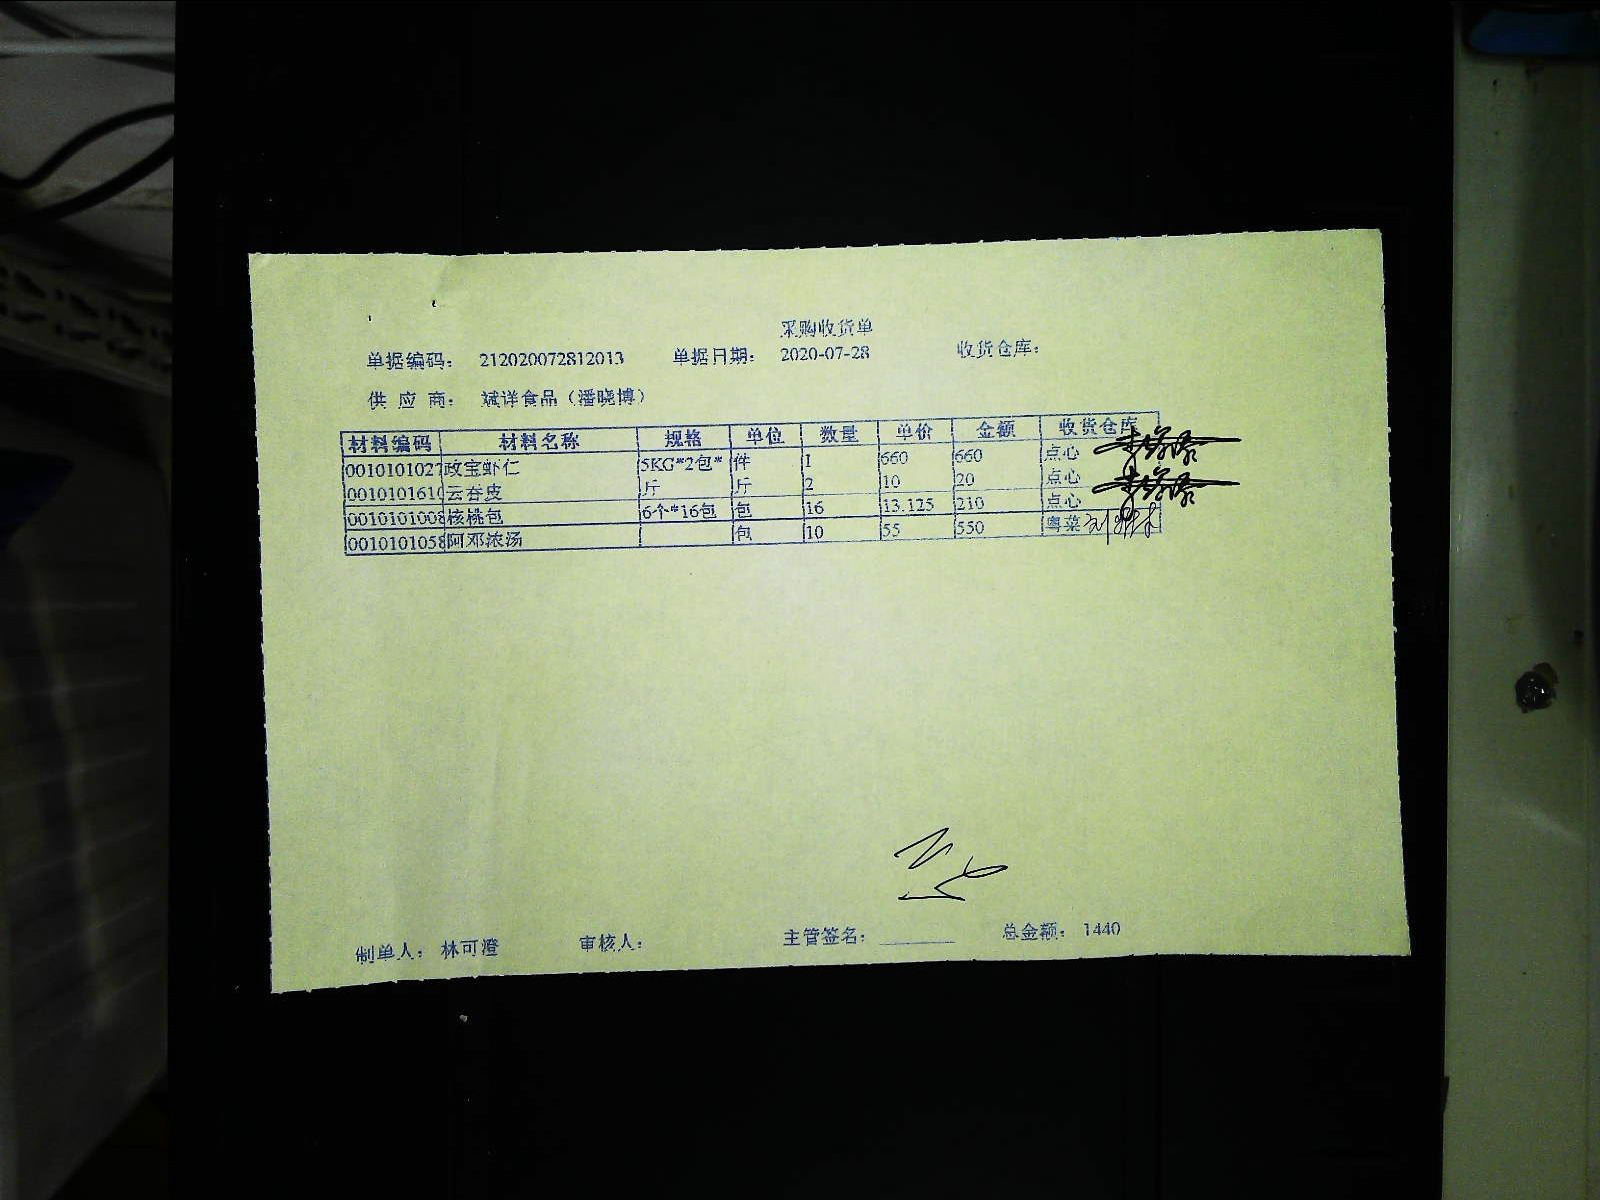 采购收货单
单据编码： 212020072812013 单据日期： 2020-07-28 收货仓库：
供 应 商： 斌洋食品（潘晓博）
材料编码 材料名称 规格 单位 数量 单价 金额 收货仓库
0010101027 政宝虾仁 5KG*2包* 件 1 660 660 点心
0010101610 云吞皮 斤 斤 2 10 20 点心
0010101008 核桃包 6个*16包 包 16 13.125 210 点心
0010101058 阿邓浓汤 包 10 55 550 粤菜
制单人： 林可澄 审核人： 主管签名： 总金额： 1440